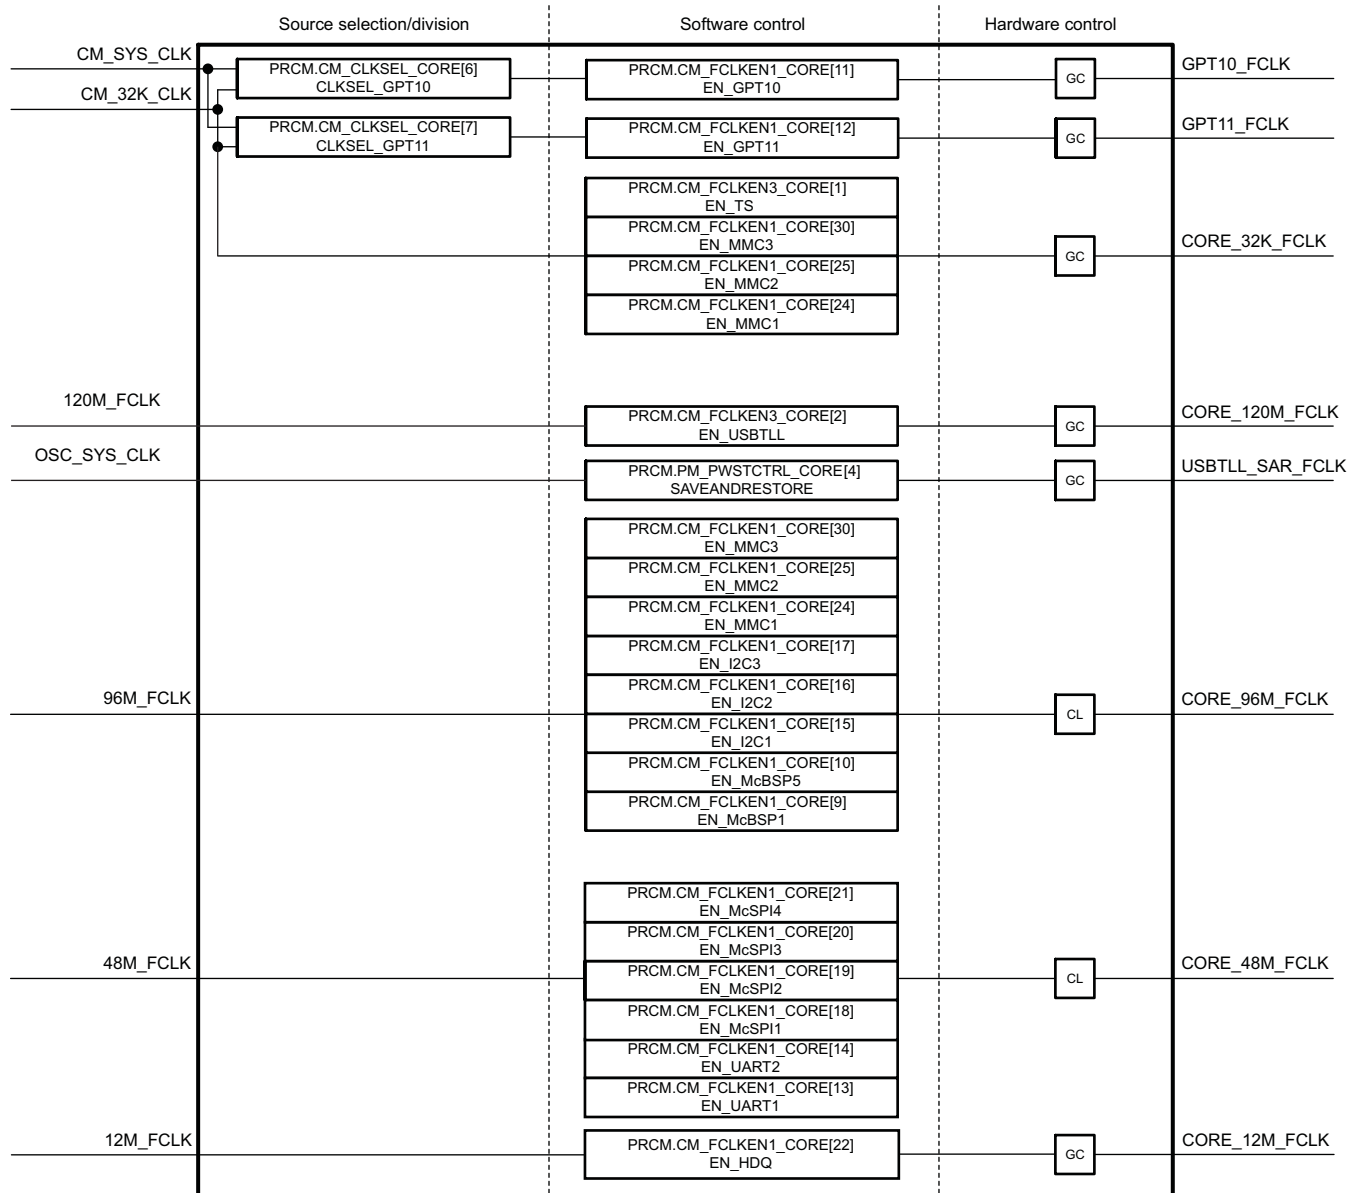 Source selection/division
Software control
Hardware control
CM_SYS_CLK
PRCM.CM_CLKSEL_CORE[6]
CLKSEL_GPT10
PRCM.CM_FCLKEN1_CORE[11]
EN_GPT10
GC
GPT10_FCLK
CM_32K_CLK
PRCM.CM_CLKSEL_CORE[7]
CLKSEL_GPT11
PRCM.CM_FCLKEN1_CORE[12]
EN_GPT11
GC
GPT11_FCLK
PRCM.CM_FCLKEN3_CORE[1]
EN_TS
PRCM.CM_FCLKEN1_CORE[30]
EN_MMC3
PRCM.CM_FCLKEN1_CORE[25]
EN_MMC2
PRCM.CM_FCLKEN1_CORE[24]
EN_MMC1
GC
CORE_32K_FCLK
120M_FCLK
PRCM.CM_FCLKEN3_CORE[2]
EN_USBTLL
GC
CORE_120M_FCLK
OSC_SYS_CLK
PRCM.PM_PWSTCTRL_CORE[4]
SAVEANDRESTORE
GC
USBTLL_SAR_FCLK
PRCM.CM_FCLKEN1_CORE[30]
EN_MMC3
PRCM.CM_FCLKEN1_CORE[25]
EN_MMC2
PRCM.CM_FCLKEN1_CORE[24]
EN_MMC1
PRCM.CM_FCLKEN1_CORE[17]
EN_I2C3
96M_FCLK
PRCM.CM_FCLKEN1_CORE[16]
EN_I2C2
PRCM.CM_FCLKEN1_CORE[15]
EN_I2C1
PRCM.CM_FCLKEN1_CORE[10]
EN_McBSP5
PRCM.CM_FCLKEN1_CORE[9]
EN_McBSP1
CL
CORE_96M_FCLK
PRCM.CM_FCLKEN1_CORE[21]
EN_McSPI4
PRCM.CM_FCLKEN1_CORE[20]
EN_McSPI3
48M_FCLK
PRCM.CM_FCLKEN1_CORE[19]
EN_McSPI2
PRCM.CM_FCLKEN1_CORE[18]
EN_McSPI1
PRCM.CM_FCLKEN1_CORE[14]
EN_UART2
PRCM.CM_FCLKEN1_CORE[13]
EN_UART1
CL
CORE_48M_FCLK
12M_FCLK
PRCM.CM_FCLKEN1_CORE[22]
EN_HDQ
GC
CORE_12M_FCLK